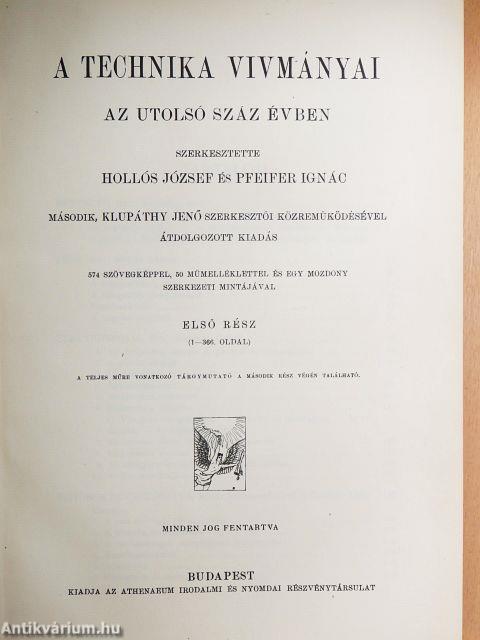 A TECHNIKA VIVMÁNYAI
AZ UTOLSÓ SZÁZ ÉVBEN
SZERKESZTETTE
HOLLÓS JÓZSEF ÉS PFEIFER IGNÁC
MÁSODIK, KLUPÁTHY JENŐ SZERKESZTŐI KÖZREMÜKÖDÉSÉVEL
ÁTDOLGOZOTT KIADÁS
574 SZÖVEGKÉPPEL, 50 MŰMELLÉKLETTEL ÉS EGY MOZDONY
SZERKEZETI MINTÁJÁVAL
ELSŐ RÉSZ
(1—366. OLDAL)
A TELJES MŰRE VONATKOZÓ TÁRGYMUTATÓ A MÁSODIK RÉSZ VÉGÉN TALÁLHATÓ.
MINDEN JOG FENTARTVA
BUDAPEST
KIADJA AZ ATHENAEUM IRODALMI ÉS NYOMDAI RÉSZVÉNYTÁRSULAT
Antikvárium.hu